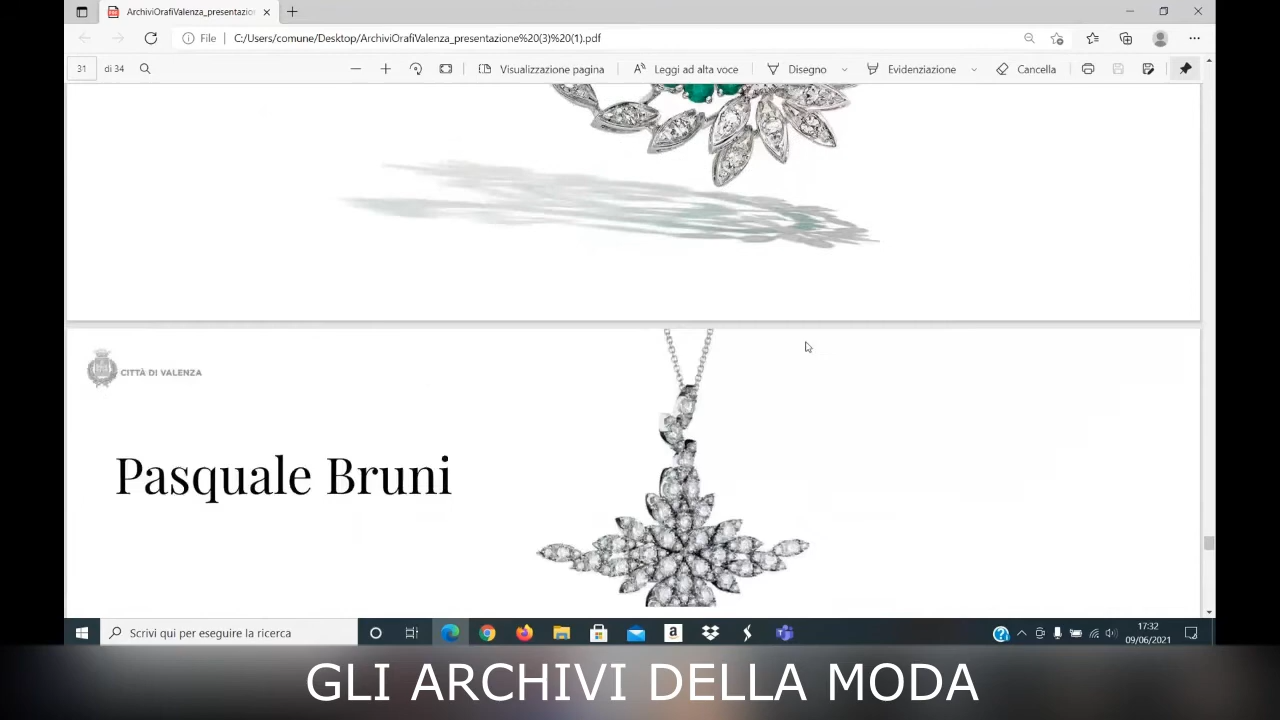 ArchiviOrafiValenza_presentazio
File
C:/Users/comune/Desktop/ArchiviOrafiValenza_presentazione%20(3)%20(1).pdf
31
di 34
Visualizzazione pagina
Leggi ad alta voce
Disegno
Evidenziazione
Cancella
CITTÀ DI VALENZA
Pasquale Bruni
Scrivi qui per eseguire la ricerca
17:32
09/06/2021
GLI ARCHIVI DELLA MODA